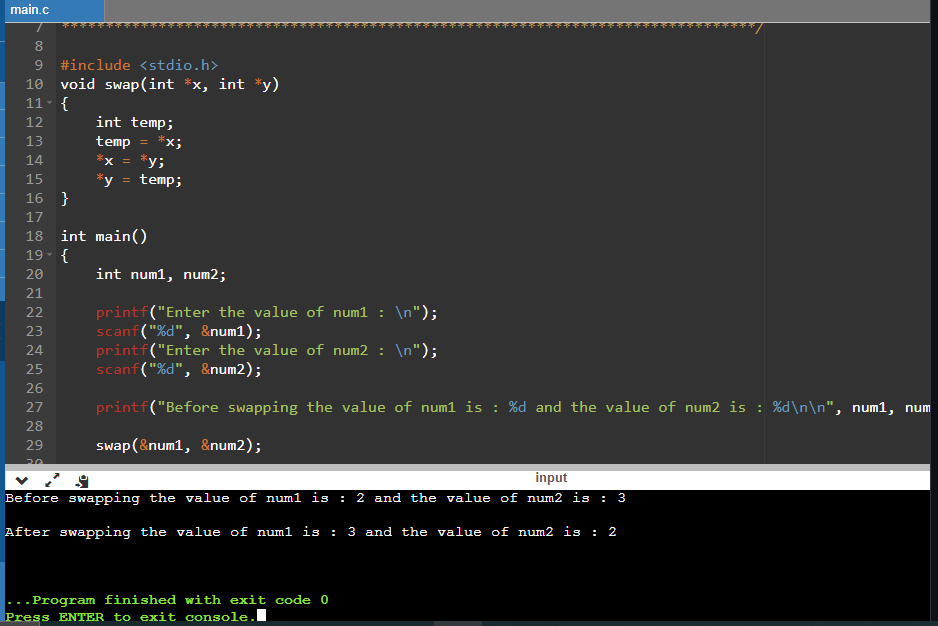 main.c
7 ********************************************************************************/
8
9 #include <stdio.h>
10 void swap(int *x, int *y)
11 {
12     int temp;
13     temp = *x;
14     *x = *y;
15     *y = temp;
16 }
17
18 int main()
19 {
20     int num1, num2;
21
22     printf("Enter the value of num1 : \n");
23     scanf("%d", &num1);
24     printf("Enter the value of num2 : \n");
25     scanf("%d", &num2);
26
27     printf("Before swapping the value of num1 is : %d and the value of num2 is : %d\n\n", num1, num
28
29     swap(&num1, &num2);
30
input
Before swapping the value of num1 is : 2 and the value of num2 is : 3
After swapping the value of num1 is : 3 and the value of num2 is : 2
...Program finished with exit code 0
Press ENTER to exit console.